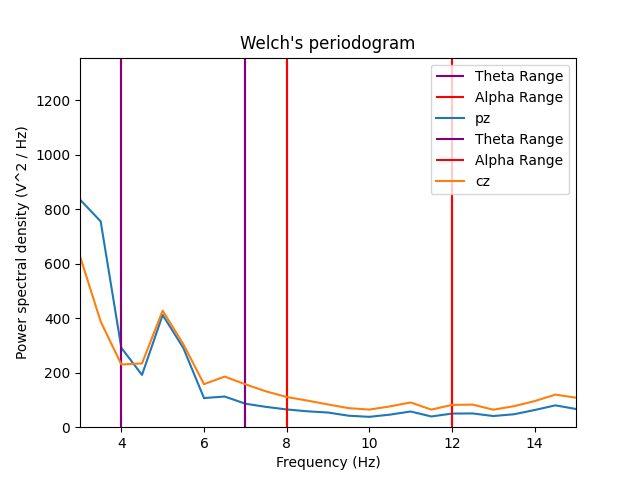 Welch's periodogram
Power spectral density (V^2 / Hz)
1200
1000
800
600
400
200
0
4
6
8
10
12
14
Frequency (Hz)
Theta Range
Alpha Range
pz
Theta Range
Alpha Range
cz